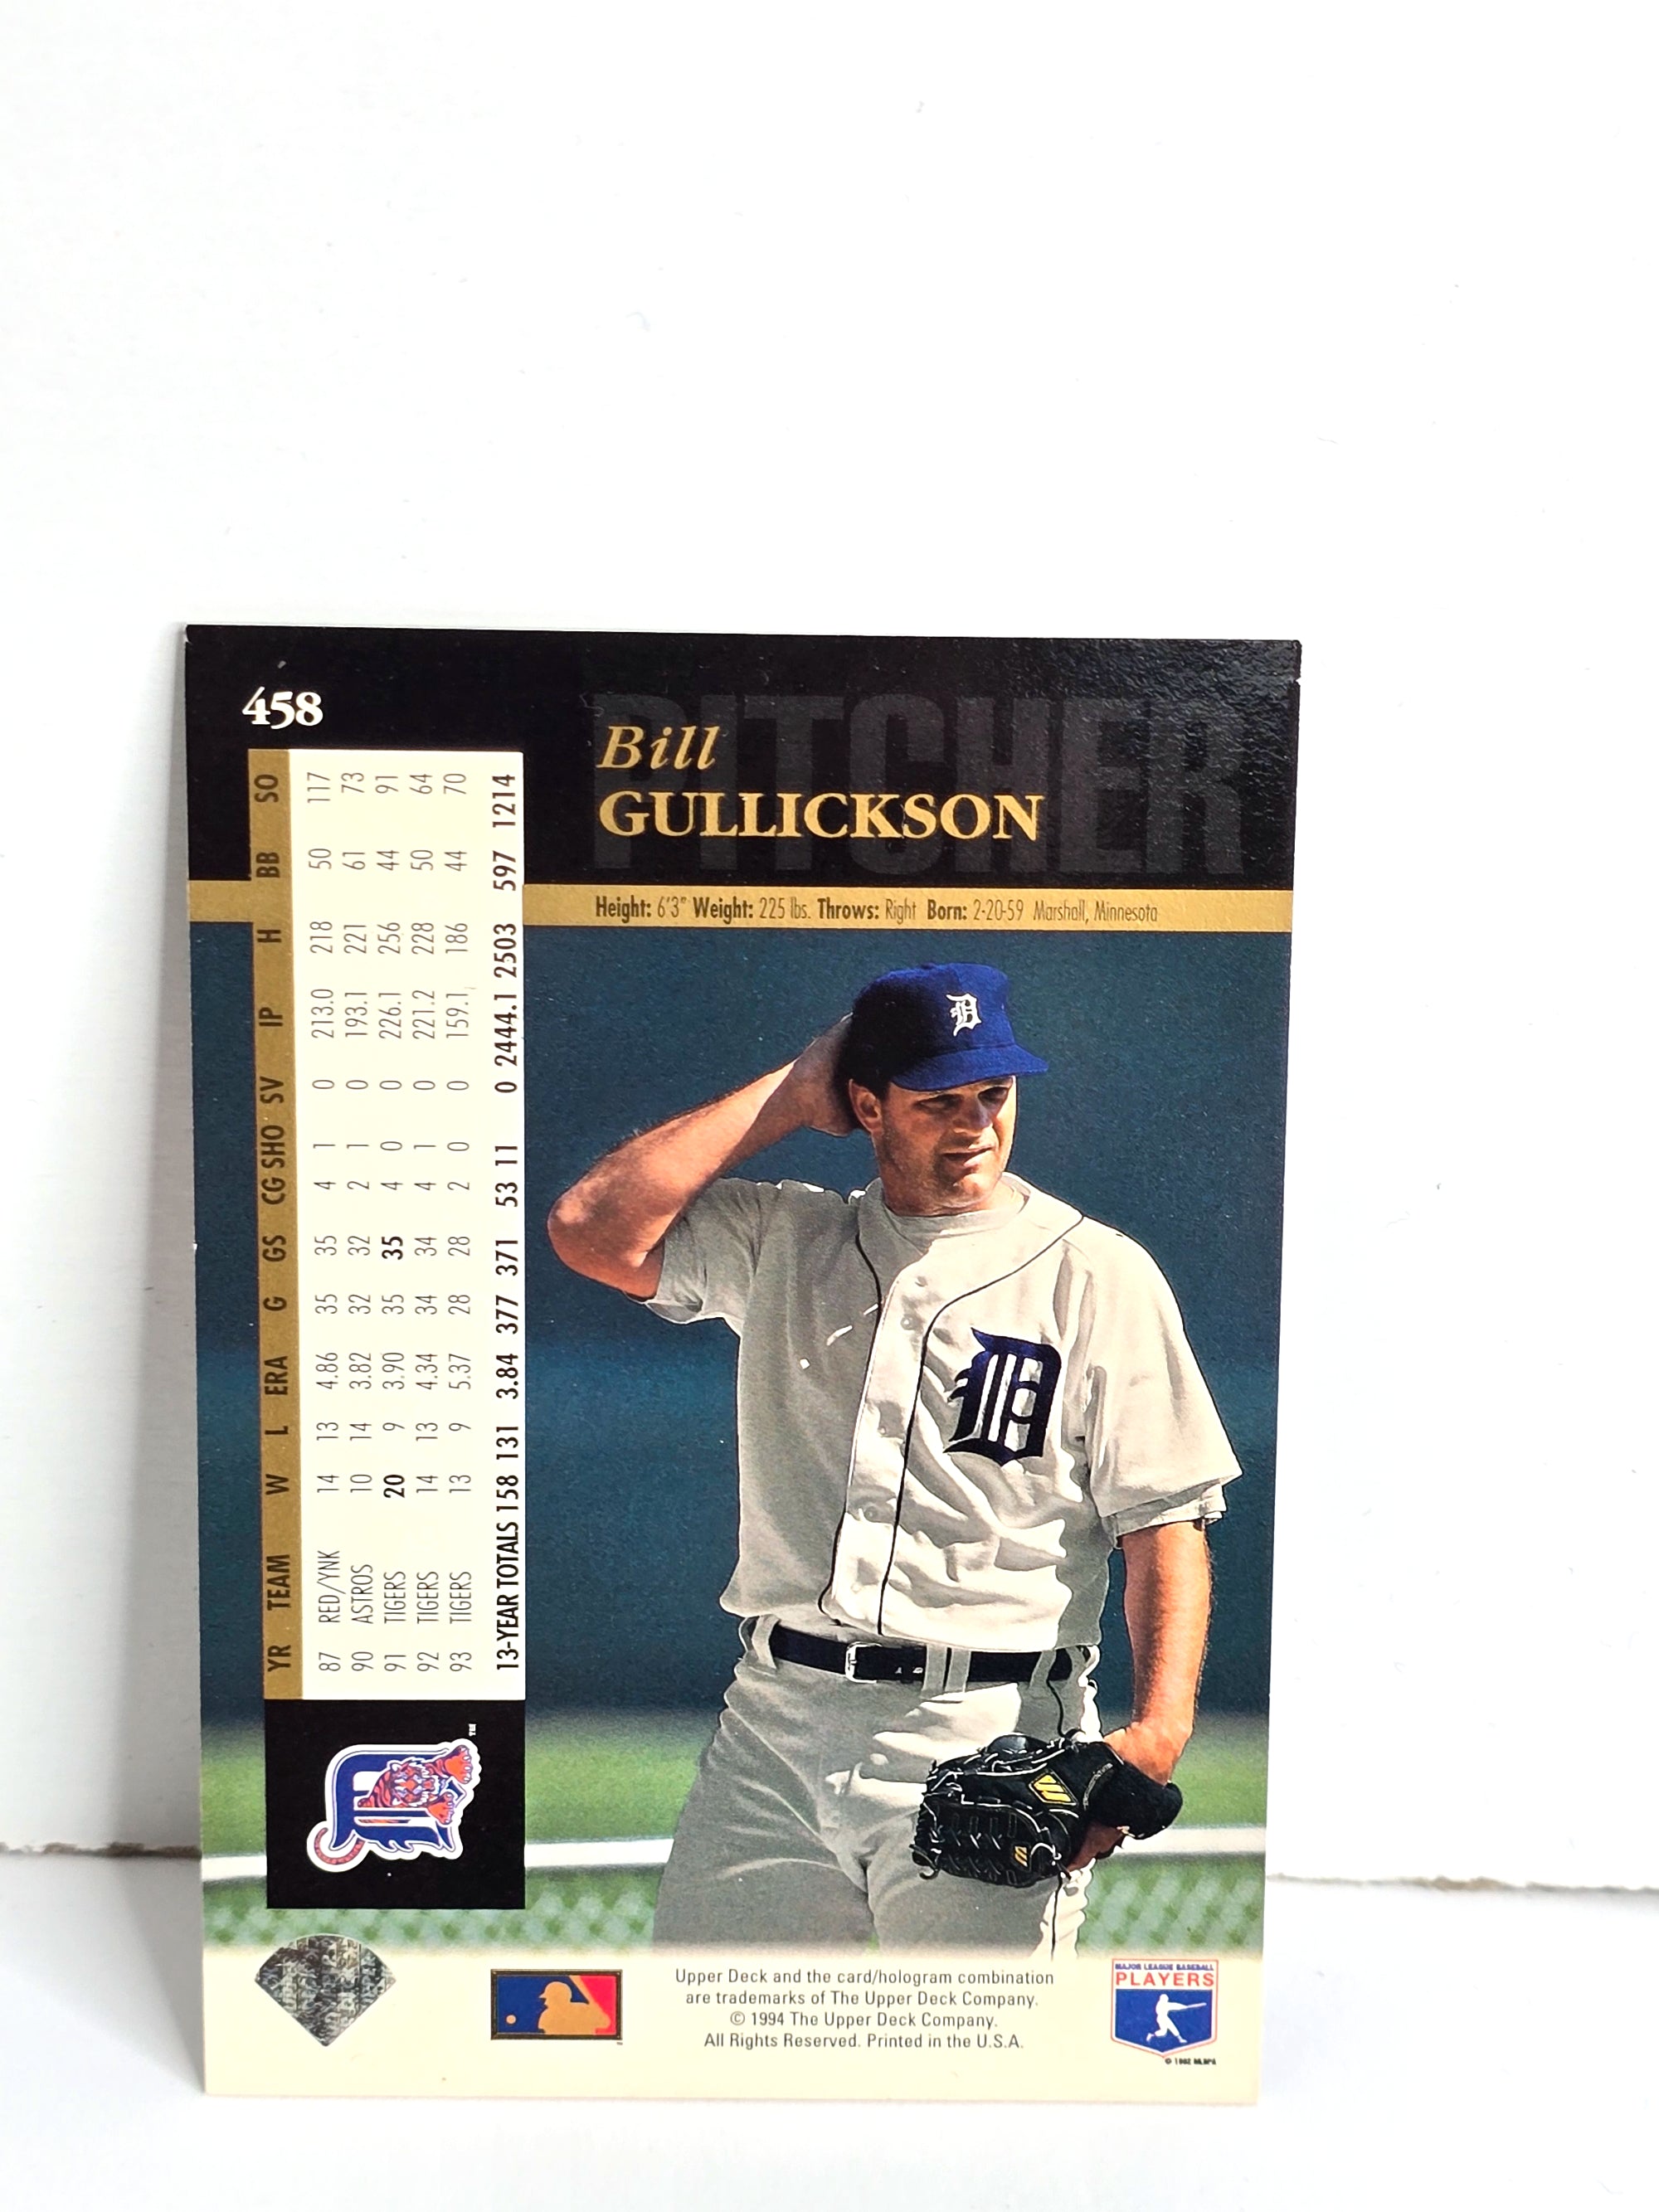 458
PITCHER
Bill
GULLICKSON
Height: 6'3" Weight: 225 lbs. Throws: Right Born: 2-20-59 Marshall, Minnesota
YR TEAM W L ERA G GS CG SHO SV IP H BB SO
87 RED/YNK 14 13 4.86 35 35 4 1 0 213.0 218 50 117
90 ASTROS 10 14 3.82 32 32 2 1 0 193.1 221 61 73
91 TIGERS 20 9 3.90 35 35 4 0 0 226.1 256 44 91
92 TIGERS 14 13 4.34 34 34 4 1 0 221.2 228 50 64
93 TIGERS 13 9 5.37 28 28 2 0 0 159.1 186 44 70
13-YEAR TOTALS 158 131 3.84 377 371 53 11 0 2444.1 2503 597 1214
D
D
D
TM
Upper Deck and the card/hologram combination
are trademarks of The Upper Deck Company.
© 1994 The Upper Deck Company.
All Rights Reserved. Printed in the U.S.A.
MAJOR LEAGUE BASEBALL
PLAYERS
© 1992 MLBPA